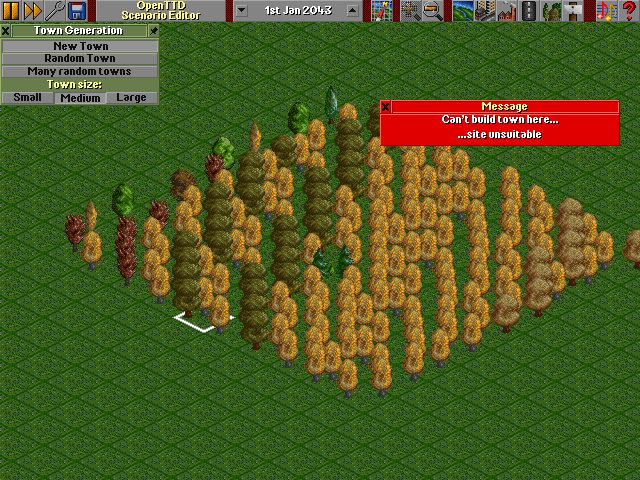 OpenTTD
Scenario Editor
1st Jan 2043
Town Generation
New Town
Random Town
Many random towns
Town size:
Small Medium Large
Message
Can't build town here...
...site unsuitable